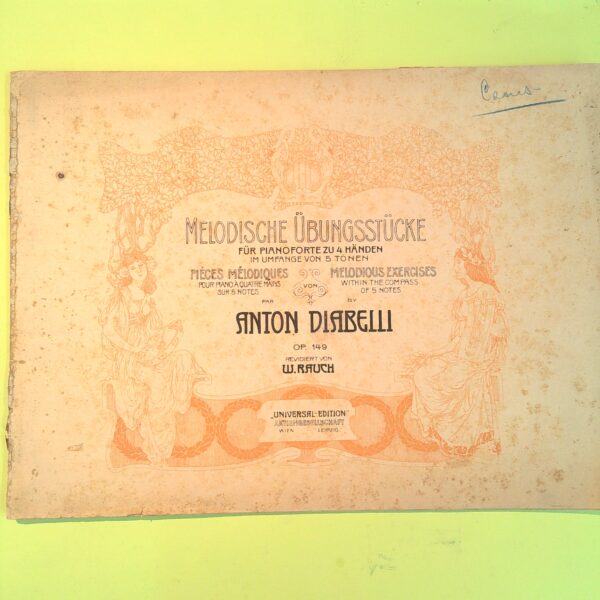 MELODISCHE ÜBUNGSSTÜCKE
FÜR PIANOFORTE ZU 4 HÄNDEN
IM UMFANGE VON 5 TONEN
PIÈCES MÉLODIQUES
POUR PIANO A QUATRE MAINS
SUR 5 NOTES
PAR
VON
MELODIOUS EXERCISES
WITHIN THE COMPASS
OF 5 NOTES
BY
ANTON DIABELLI
OP. 149
REVIDIERT VON
W. RAUCH
„UNIVERSAL-EDITION"
AKTIENGESELLSCHAFT
WIEN LEIPZIG